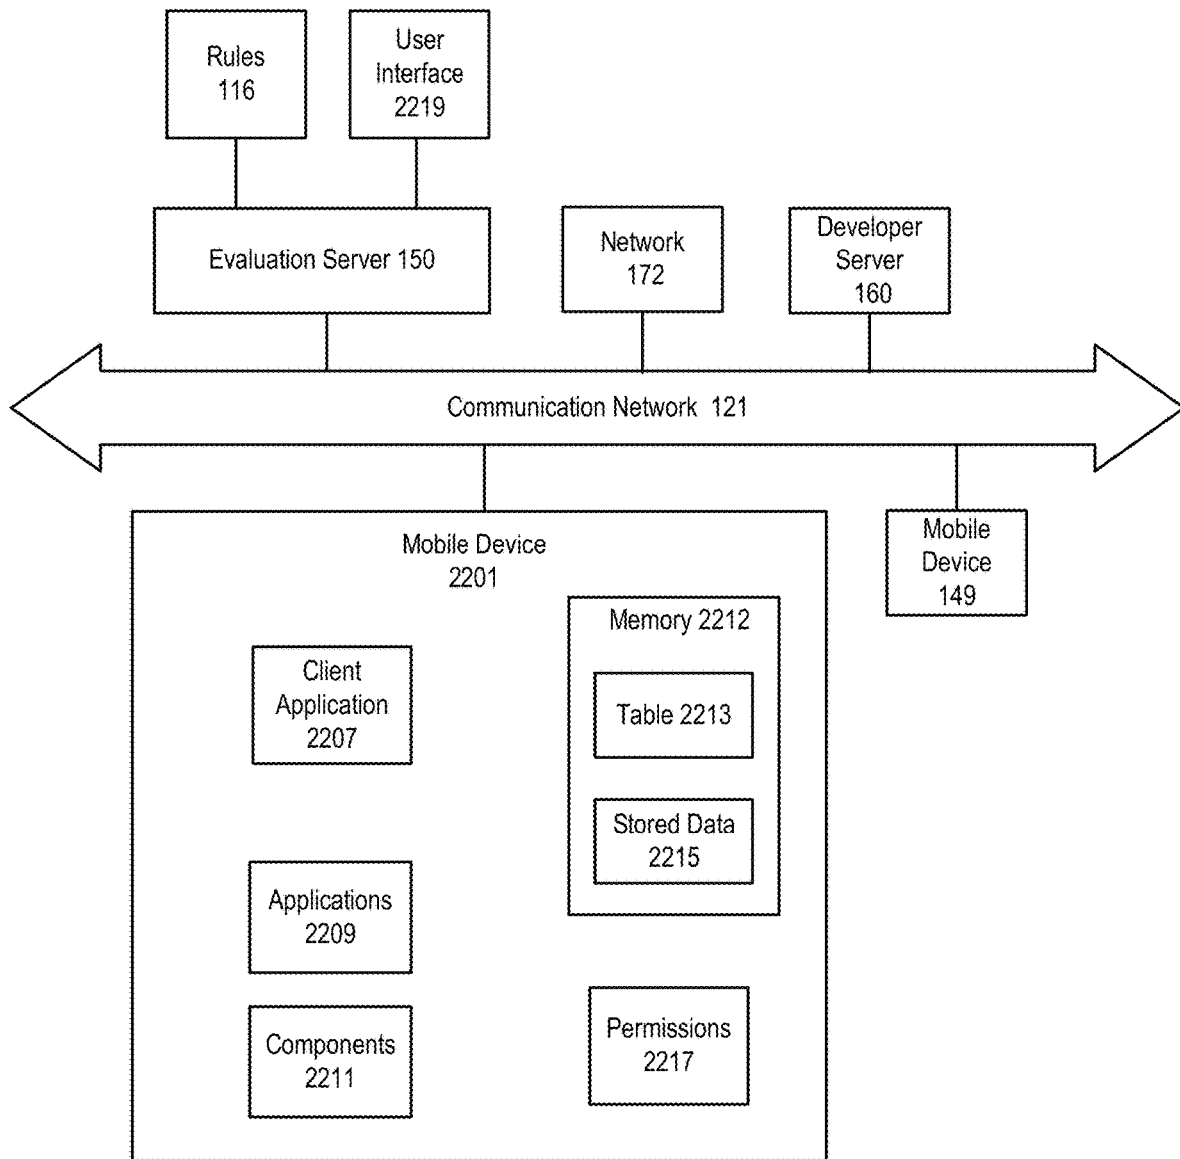 Rules
116
User
Interface
2219
Evaluation Server 150
Network
172
Developer
Server
160
Communication Network 121
Mobile Device
2201
Mobile
Device
149
Client
Application
2207
Memory 2212
Table 2213
Stored Data
2215
Applications
2209
Components
2211
Permissions
2217